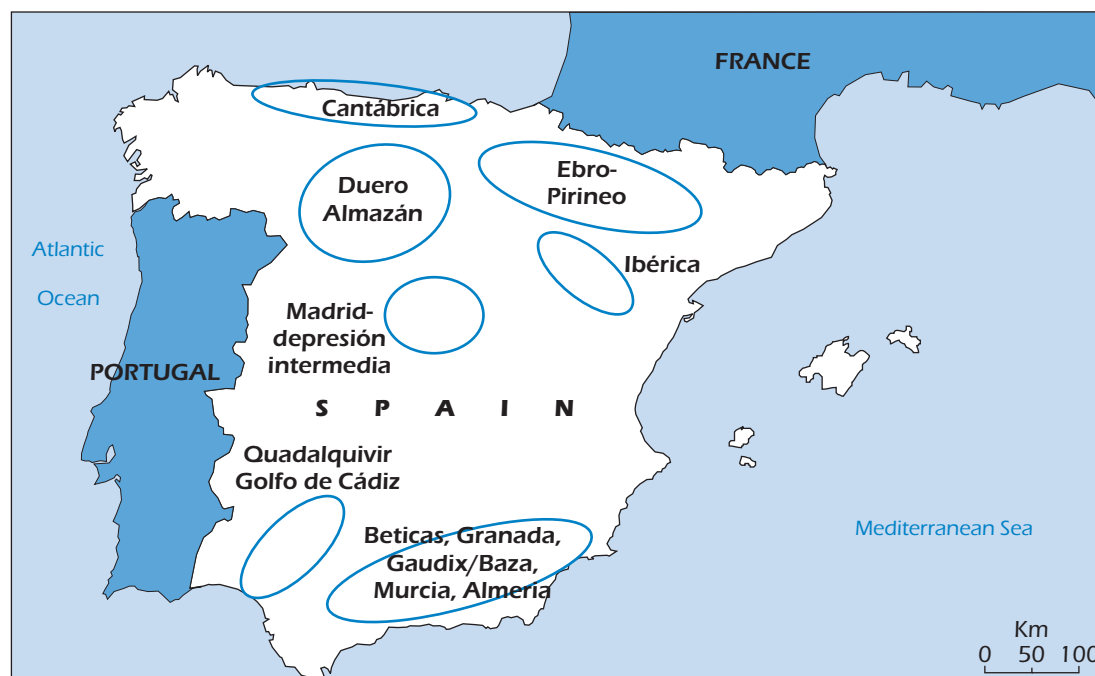 FRANCE
Cantábrica
Ebro-
Pirineo
Duero
Almazán
Atlantic
Ocean
Ibérica
Madrid-
depresión
intermedia
PORTUGAL
S P A I N
Quadalquivir
Golfo de Cádiz
Beticas, Granada,
Gaudix/Baza,
Murcia, Almeria
Mediterranean Sea
Km
0 50 100